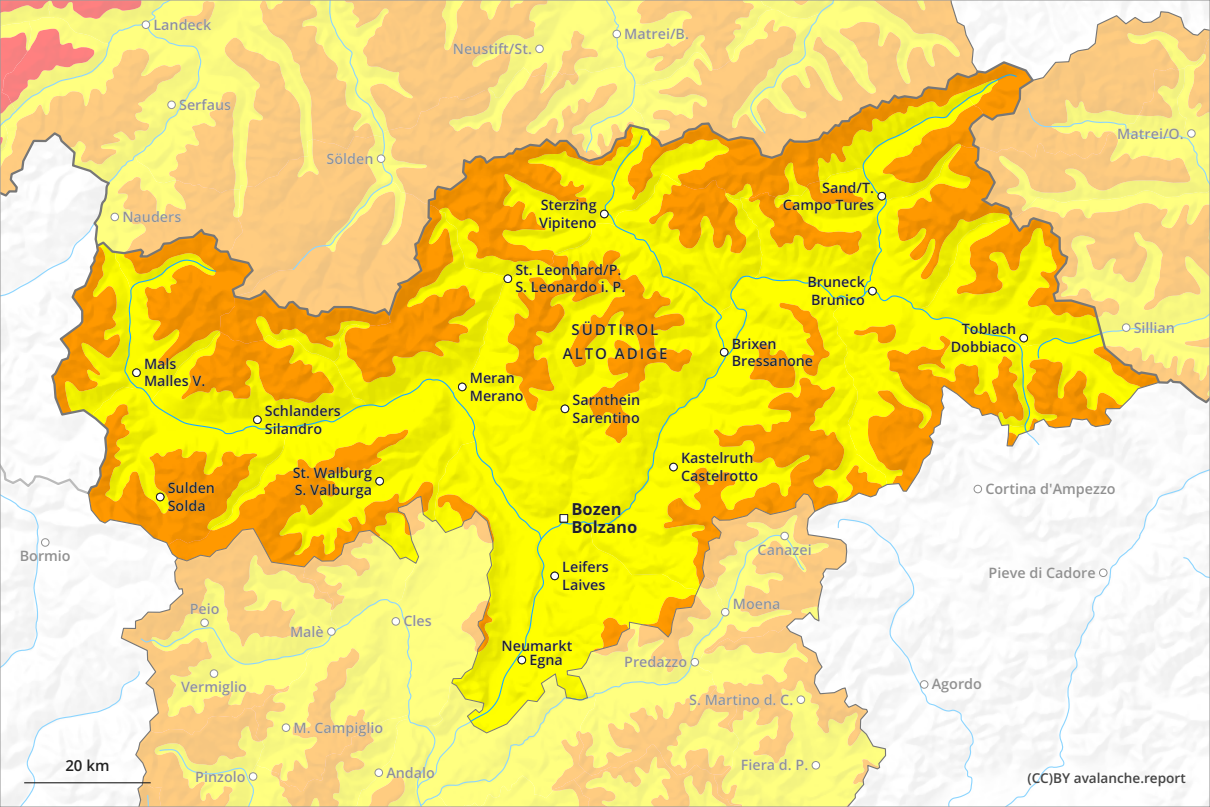 Landeck
Matrei/B.
Neustift/St.
Serfaus
Matrei/O.
Sölden
Sand/T.
Campo Tures
Sterzing
Vipiteno
Nauders
St. Leonhard/P.
S. Leonardo i. P.
Bruneck
Brunico
SÜDTIROL
ALTO ADIGE
Toblach
Dobbiaco
Sillian
Brixen
Bressanone
Mals
Malles V.
Meran
Merano
Sarnthein
Sarentino
Schlanders
Silandro
Kastelruth
Castelrotto
St. Walburg
S. Valburga
Sulden
Solda
Cortina d'Ampezzo
Bozen
Bolzano
Bormio
Canazei
Leifers
Laives
Pieve di Cadore
Peio
Moena
Malè
Cles
Neumarkt
Egna
Predazzo
Vermiglio
Agordo
S. Martino d. C.
M. Campiglio
Fiera d. P.
20 km
Pinzolo
Andalo
(CC)BY avalanche.report